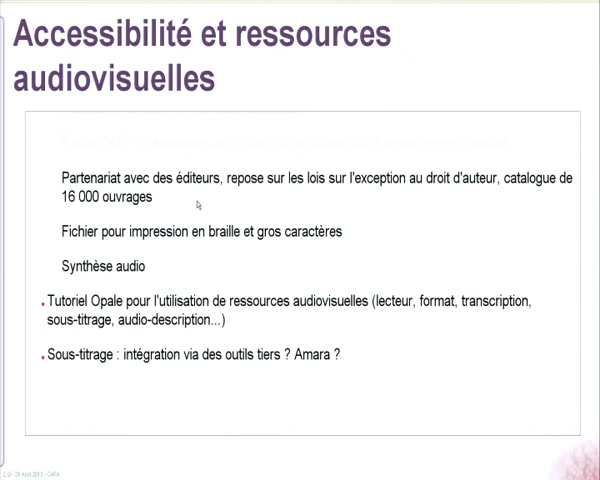 Accessibilité et ressources
audiovisuelles
Partenariat avec des éditeurs, repose sur les lois sur l'exception au droit d'auteur, catalogue de
16 000 ouvrages
Fichier pour impression en braille et gros caractères
Synthèse audio
Tutoriel Opale pour l'utilisation de ressources audiovisuelles (lecteur, format, transcription,
sous-titrage, audio-description...)
Sous-titrage : intégration via des outils tiers ? Amara ?